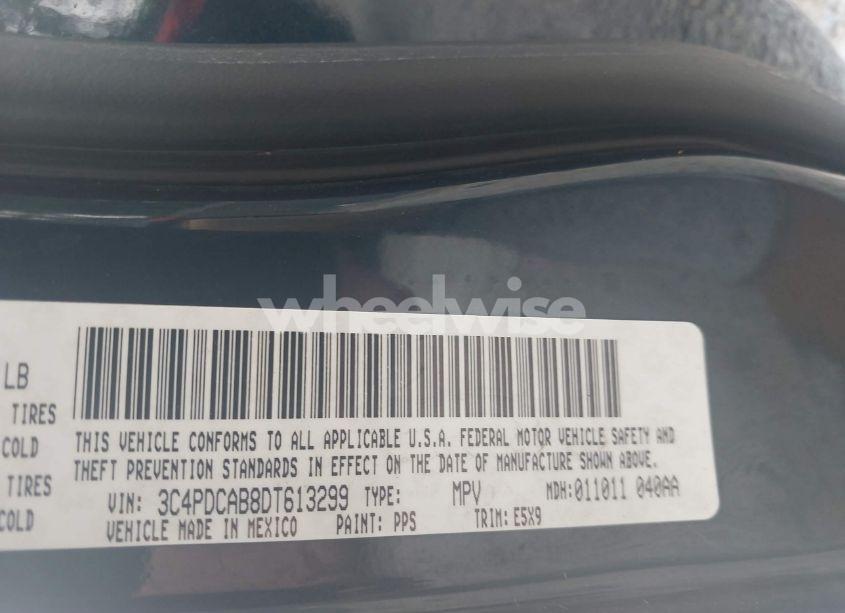 wheelwise
LB
TIRES
COLD
TIRES
COLD
THIS VEHICLE CONFORMS TO ALL APPLICABLE U.S.A. FEDERAL MOTOR VEHICLE SAFETY AND
THEFT PREVENTION STANDARDS IN EFFECT ON THE DATE OF MANUFACTURE SHOWN ABOVE.
VIN: 3C4PDCAB8DT613299 TYPE: MPV MDH:011011 040AA
VEHICLE MADE IN MEXICO PAINT: PPS TRIM: E5X9